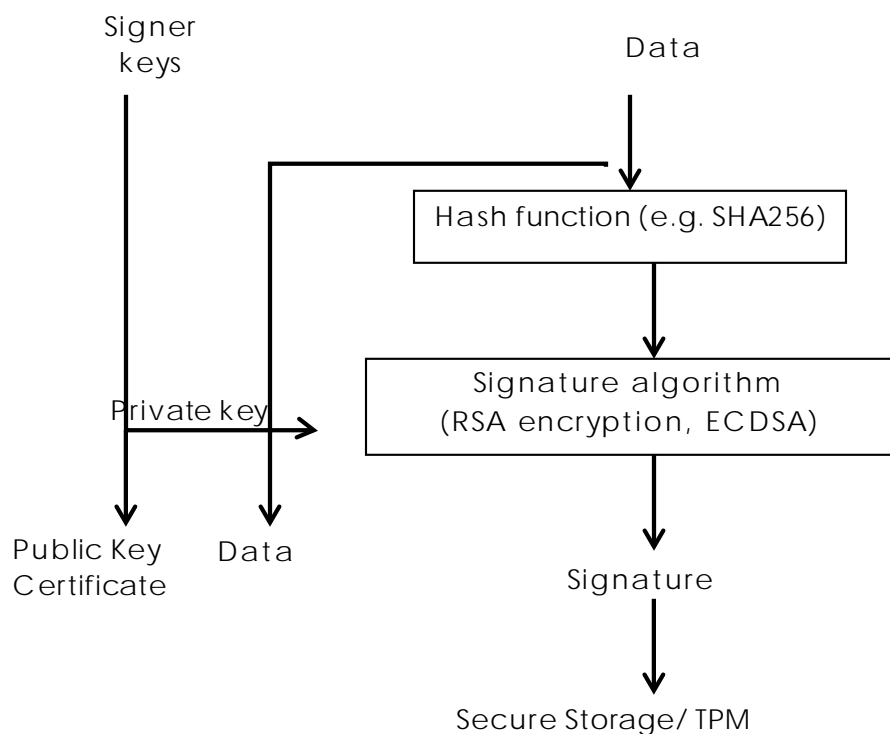 Signer
keys
Data
Hash function (e.g. SHA256)
Signature algorithm
(RSA encryption, ECDSA)
Private key
Public Key
Certificate
Data
Signature
Secure Storage/ TPM